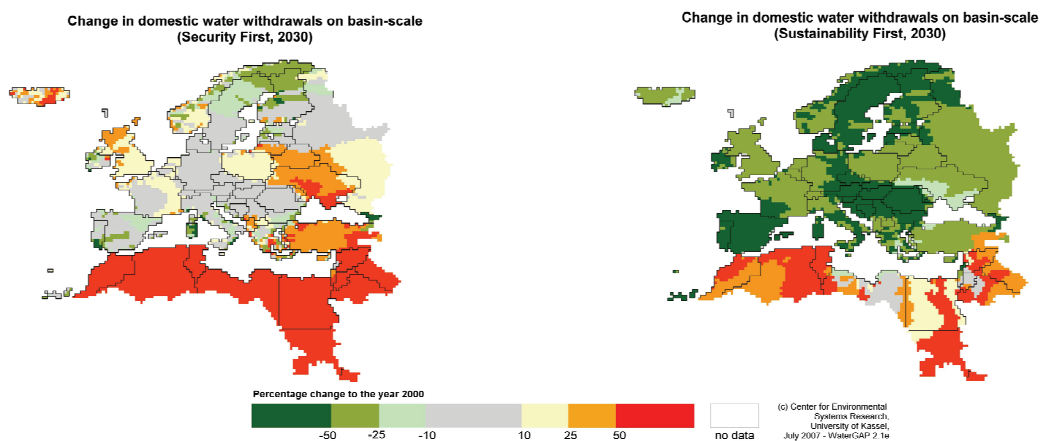 Change in domestic water withdrawals on basin-scale
(Security First, 2030)
Change in domestic water withdrawals on basin-scale
(Sustainability First, 2030)
Percentage change to the year 2000
-50 -25 -10 10 25 50
no data
(c) Center for Environmental
Systems Research,
University of Kassel,
July 2007 - WaterGAP 2.1e